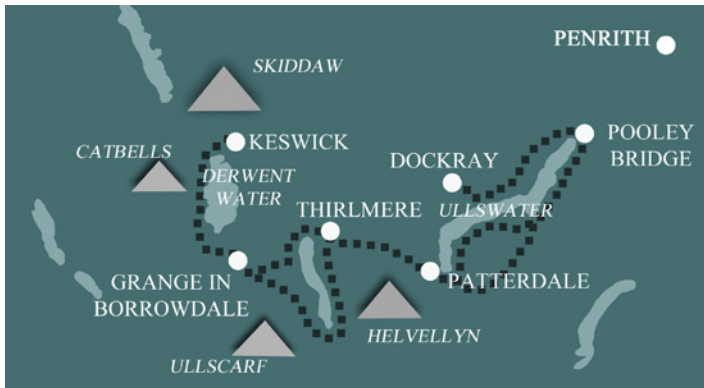 PENRITH
SKIDDAW
KESWICK
POOLEY
BRIDGE
CATBELLS
DERWENT
WATER
DOCKRAY
THIRLMERE
ULLSWATER
GRANGE IN
BORROWDALE
PATTERDALE
HELVELLYN
ULLSCARF